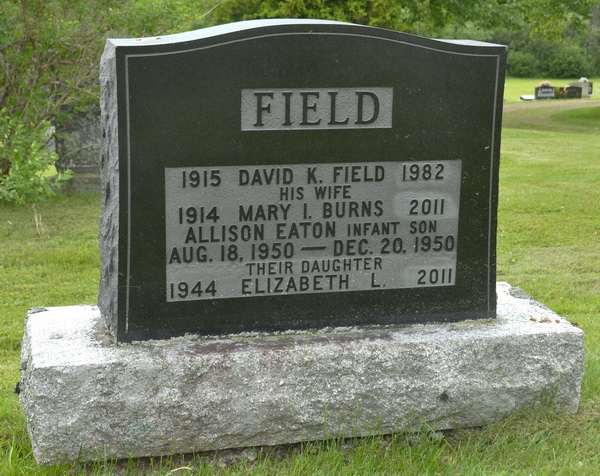 FIELD
1915 DAVID K. FIELD 1982
HIS WIFE
1914 MARY I. BURNS 2011
ALLISON EATON INFANT SON
AUG. 18, 1950 — DEC. 20, 1950
THEIR DAUGHTER
1944 ELIZABETH L. 2011